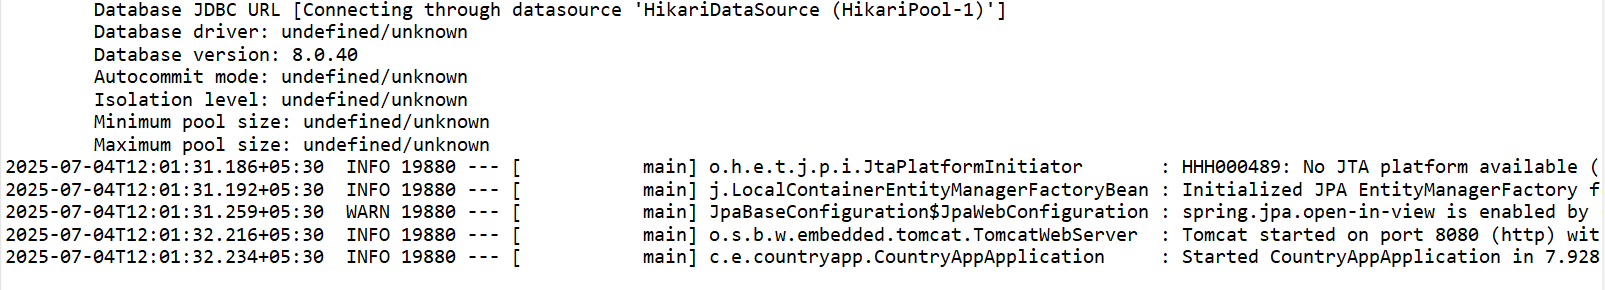 Database JDBC URL [Connecting through datasource 'HikariDataSource (HikariPool-1)']
Database driver: undefined/unknown
Database version: 8.0.40
Autocommit mode: undefined/unknown
Isolation level: undefined/unknown
Minimum pool size: undefined/unknown
Maximum pool size: undefined/unknown
2025-07-04T12:01:31.186+05:30  INFO 19880 --- [           main] o.h.e.t.j.p.i.JtaPlatformInitiator       : HHH000489: No JTA platform available (
2025-07-04T12:01:31.192+05:30  INFO 19880 --- [           main] j.LocalContainerEntityManagerFactoryBean : Initialized JPA EntityManagerFactory f
2025-07-04T12:01:31.259+05:30  WARN 19880 --- [           main] JpaBaseConfiguration$JpaWebConfiguration : spring.jpa.open-in-view is enabled by
2025-07-04T12:01:32.216+05:30  INFO 19880 --- [           main] o.s.b.w.embedded.tomcat.TomcatWebServer  : Tomcat started on port 8080 (http) wit
2025-07-04T12:01:32.234+05:30  INFO 19880 --- [           main] c.e.countryapp.CountryAppApplication     : Started CountryAppApplication in 7.928